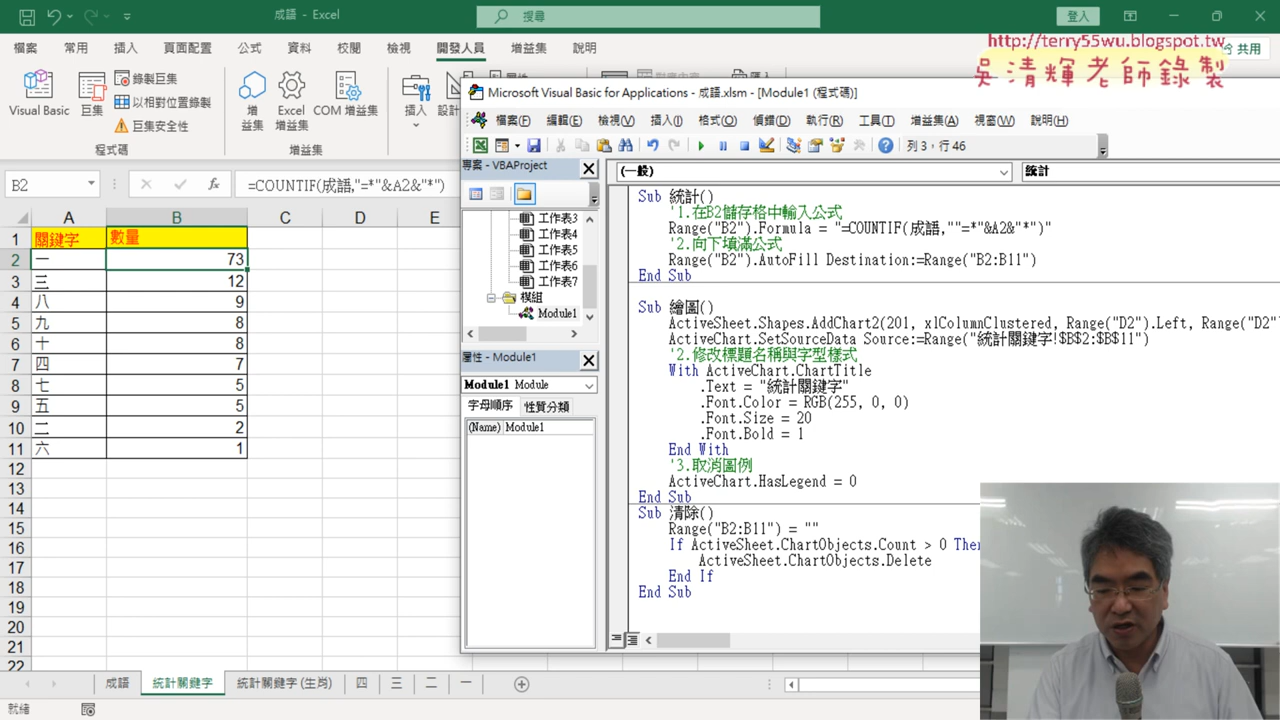 成語 - Excel
搜尋
登入
檔案 常用 插入 頁面配置 公式 資料 校閱 檢視 開發人員 增益集 說明
共用
http://terry55wu.blogspot.tw
吳清輝老師錄製
Visual Basic
巨集
錄製巨集
以相對位置錄製
巨集安全性
程式碼
增益集
Excel 增益集
COM 增益集
增益集
插入
設計
Microsoft Visual Basic for Applications - 成語.xlsm - [Module1 (程式碼)]
檔案(F) 編輯(E) 檢視(V) 插入(I) 格式(O) 偵錯(D) 執行(R) 工具(T) 增益集(A) 視窗(W) 說明(H)
列 3，行 46
B2
=COUNTIF(成語,"=*"&A2&"*")
A B C D E
1 關鍵字 數量
2 一 73
3 三 12
4 八 9
5 九 8
6 十 8
7 四 7
8 七 5
9 五 5
10 二 2
11 六 1
12
13
14
15
16
17
18
19
20
21
22
專案 - VBAProject
工作表3
工作表4
工作表5
工作表6
工作表7
模組
Module1
屬性 - Module1
Module1 Module
字母順序 性質分類
(Name) Module1
(一般) 統計
Sub 統計()
'1.在B2儲存格中輸入公式
Range("B2").Formula = "=COUNTIF(成語,""=*"&A2&"*")"
'2.向下填滿公式
Range("B2").AutoFill Destination:=Range("B2:B11")
End Sub
Sub 繪圖()
ActiveSheet.Shapes.AddChart2(201, xlColumnClustered, Range("D2").Left, Range("D2"
ActiveChart.SetSourceData Source:=Range("統計關鍵字!$B$2:$B$11")
'2.修改標題名稱與字型樣式
With ActiveChart.ChartTitle
.Text = "統計關鍵字"
.Font.Color = RGB(255, 0, 0)
.Font.Size = 20
.Font.Bold = 1
End With
'3.取消圖例
ActiveChart.HasLegend = 0
End Sub
Sub 清除()
Range("B2:B11") = ""
If ActiveSheet.ChartObjects.Count > 0 Then
ActiveSheet.ChartObjects.Delete
End If
End Sub
成語 統計關鍵字 統計關鍵字 (生肖) 四 三 二 一
就緒